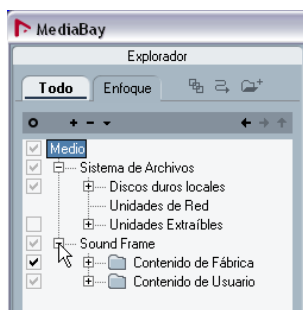 MediaBay
Explorador
Todo Enfoque
Medio
Sistema de Archivos
Discos duros locales
Unidades de Red
Unidades Extraíbles
Sound Frame
Contenido de Fábrica
Contenido de Usuario